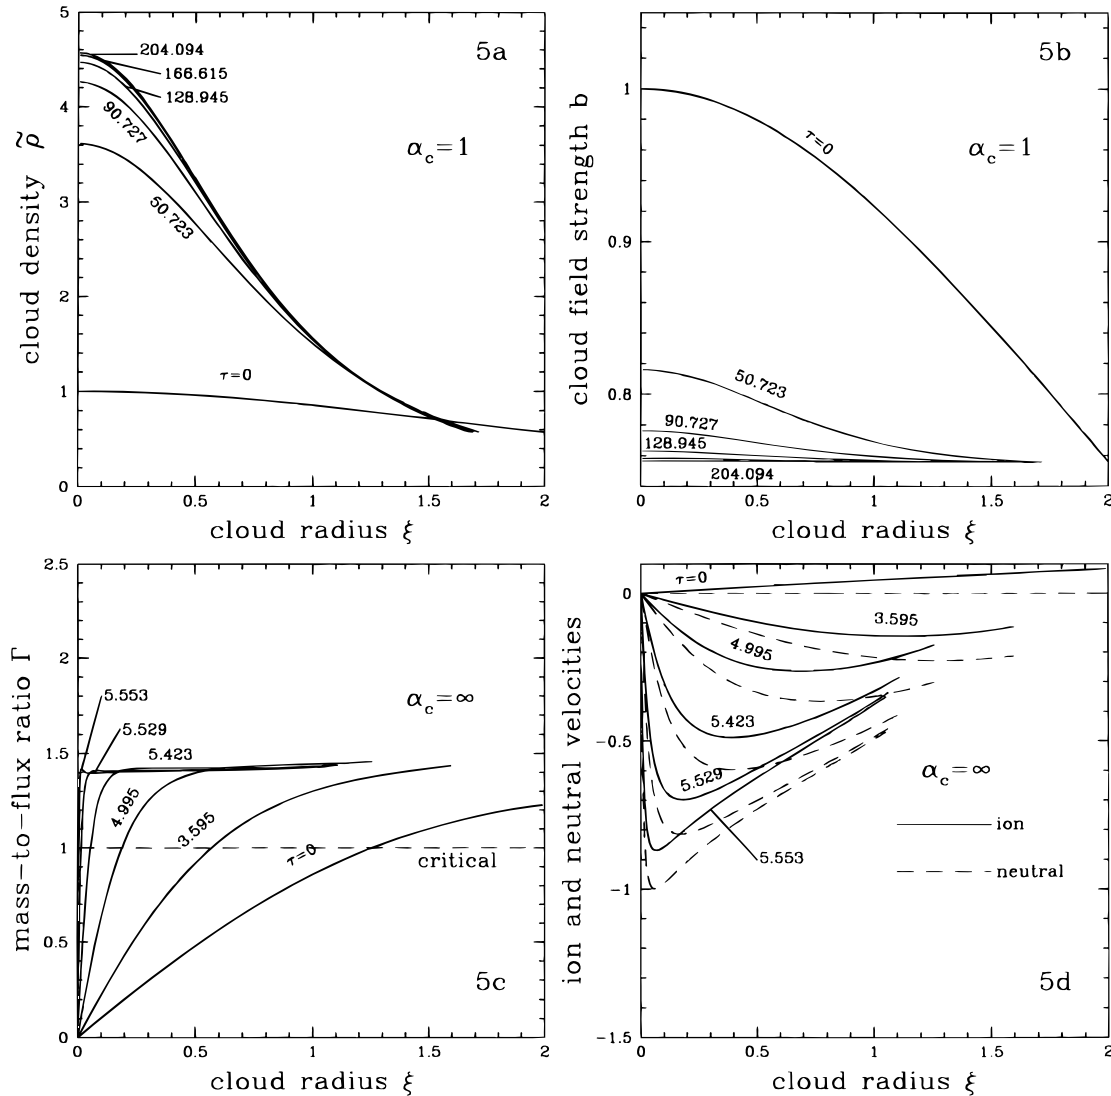 5a
204.094
166.615
128.945
90.727
50.723
α_c=1
τ=0
cloud density ρ̃
5
4
3
2
1
0
0 0.5 1 1.5 2
cloud radius ξ
5b
τ=0
α_c=1
50.723
90.727
128.945
204.094
cloud field strength b
1
0.9
0.8
0 0.5 1 1.5 2
cloud radius ξ
5.553
5.529
5.423
4.995
3.595
τ=0
α_c=∞
critical
5c
mass-to-flux ratio Γ
2.5
2
1.5
1
0.5
0
0 0.5 1 1.5 2
cloud radius ξ
τ=0
3.595
4.995
5.423
5.529
5.553
α_c=∞
ion
neutral
5d
ion and neutral velocities
0
-0.5
-1
-1.5
0 0.5 1 1.5 2
cloud radius ξ